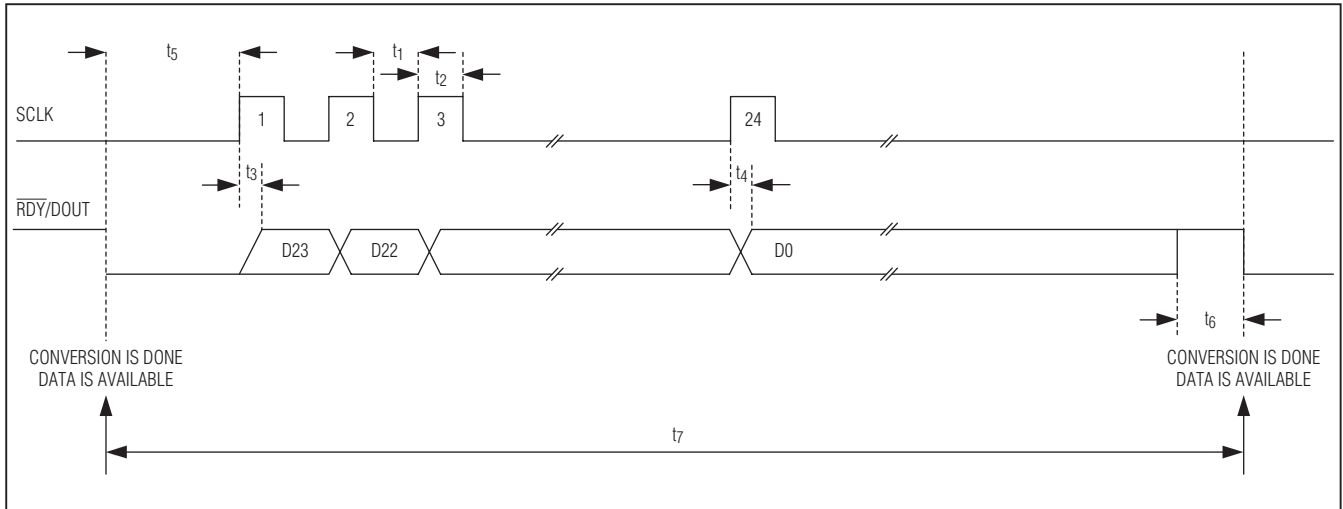 t5
t1
t2
SCLK
1
2
3
24
t3
t4
RDY/DOUT
D23
D22
D0
t6
CONVERSION IS DONE
DATA IS AVAILABLE
CONVERSION IS DONE
DATA IS AVAILABLE
t7